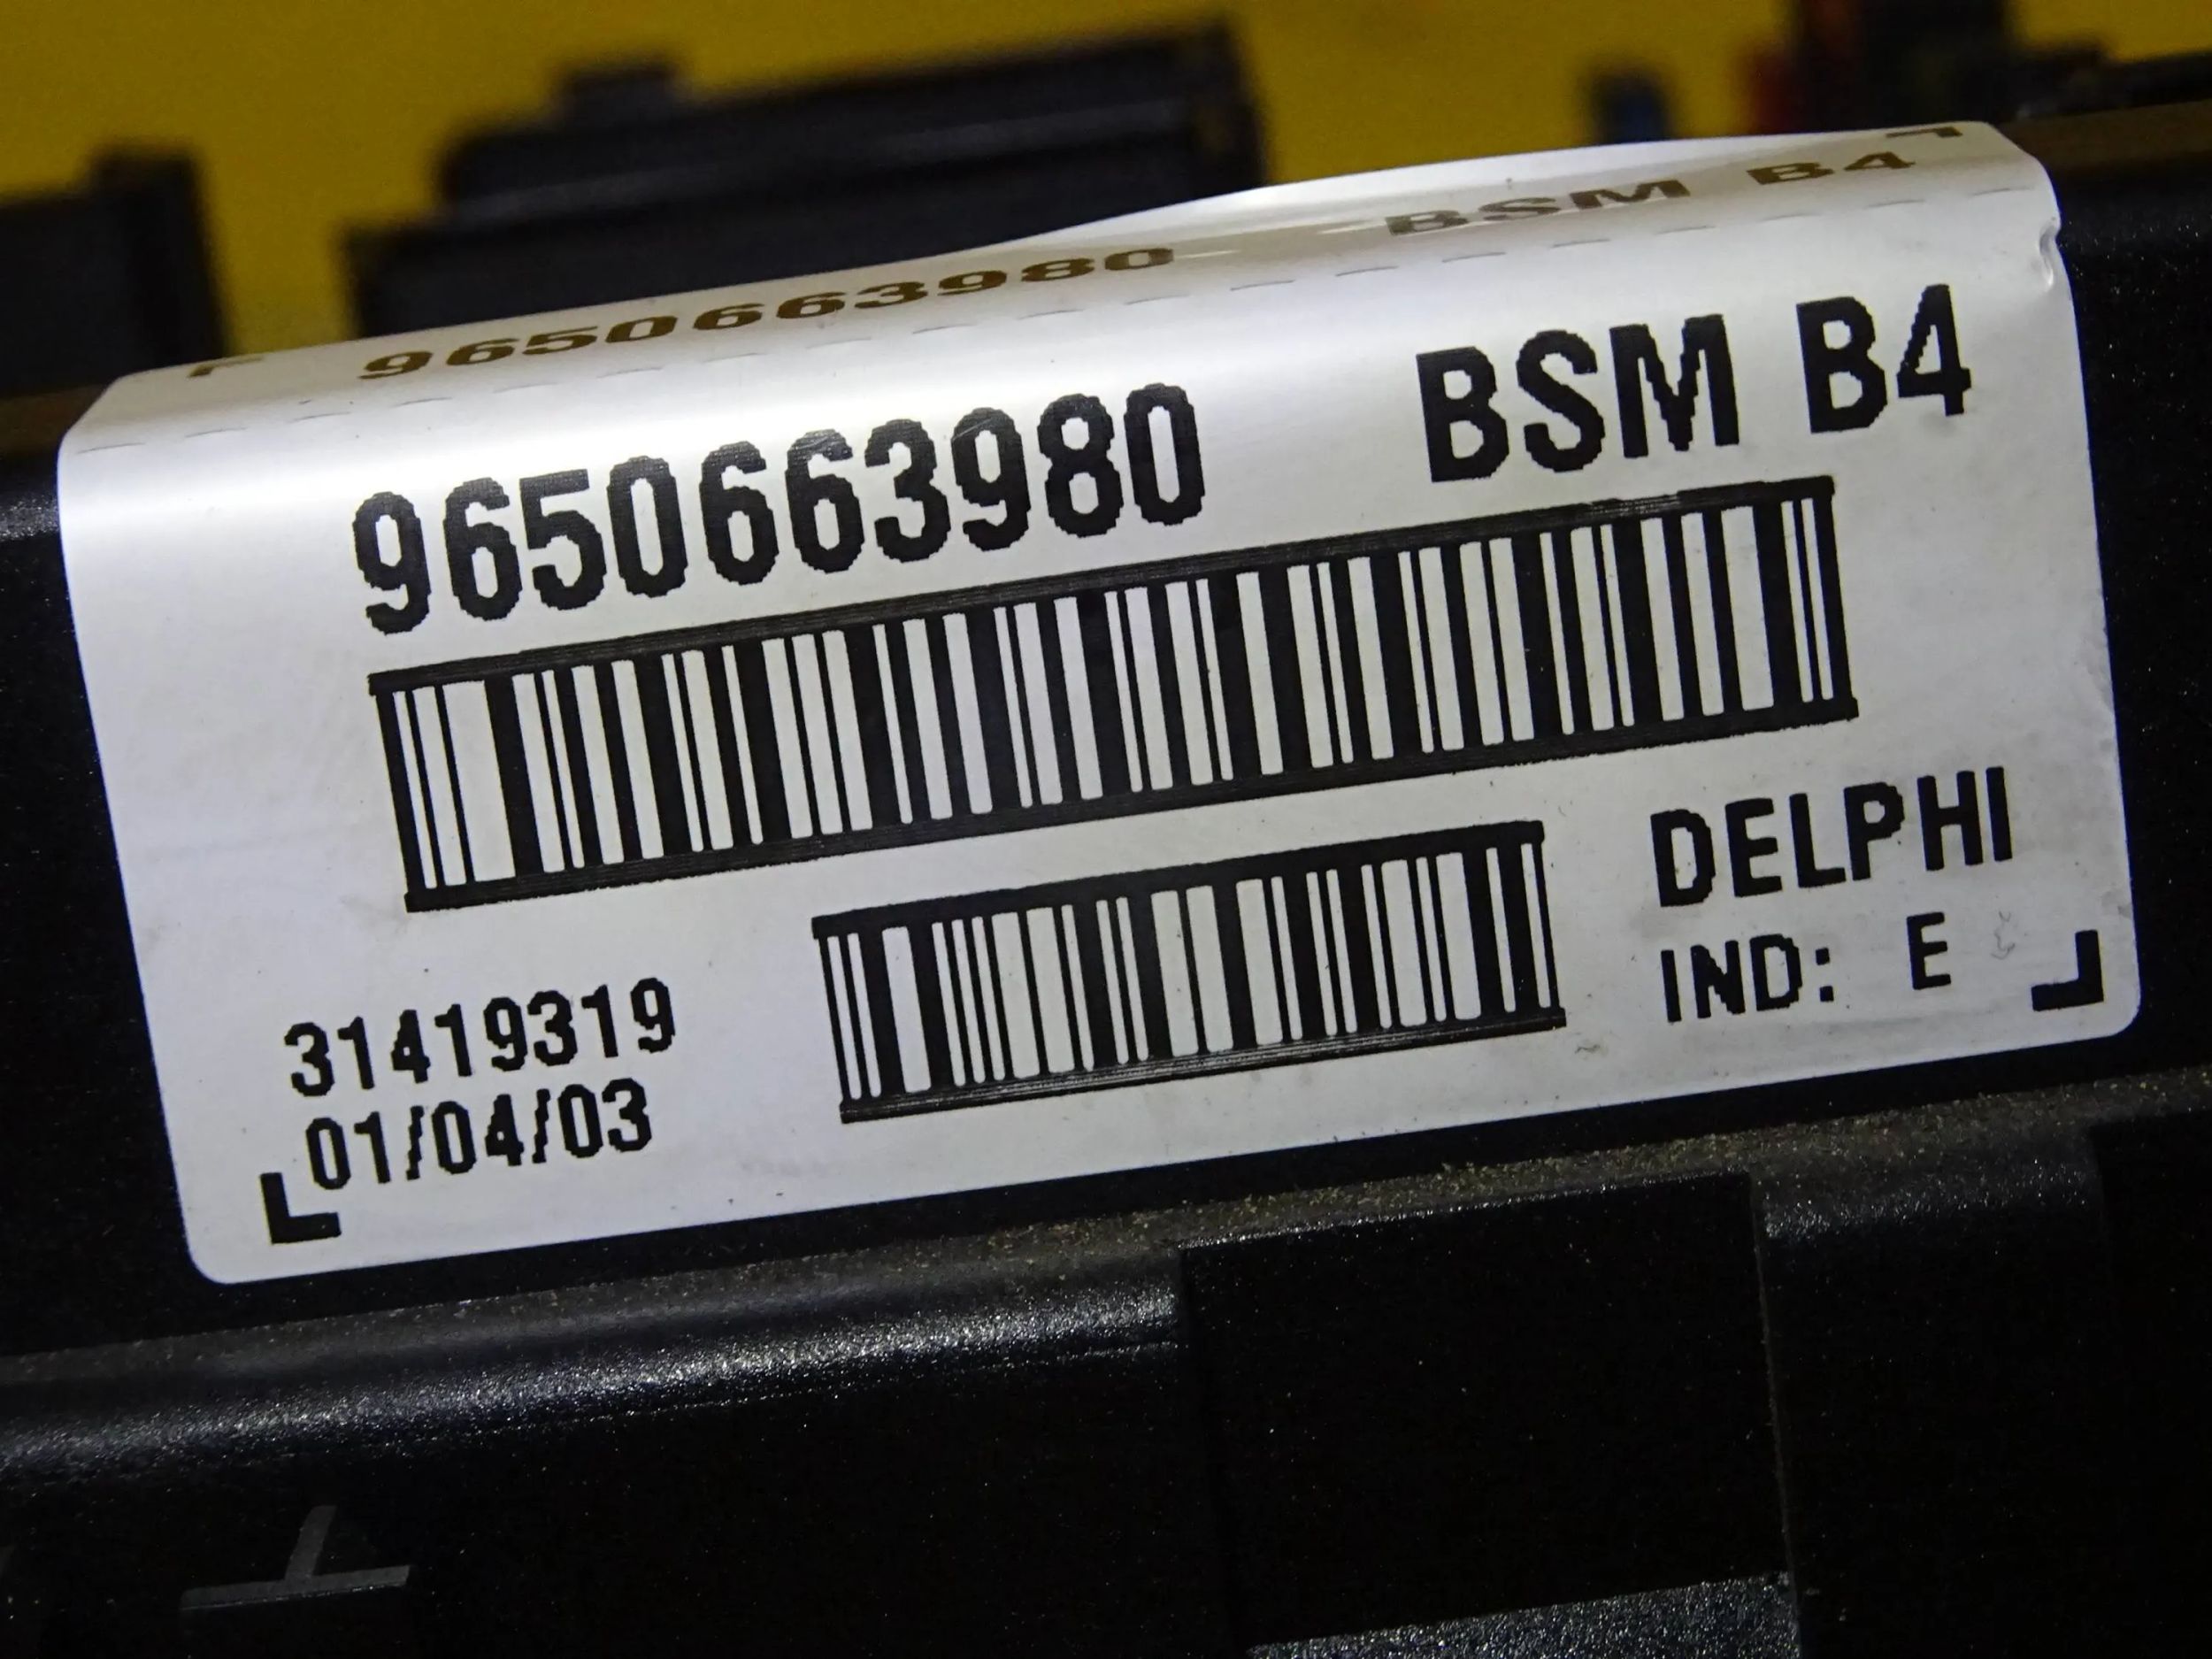 9650663980 BSM B4
9650663980 BSM B4
31419319
01/04/03
DELPHI
IND: E